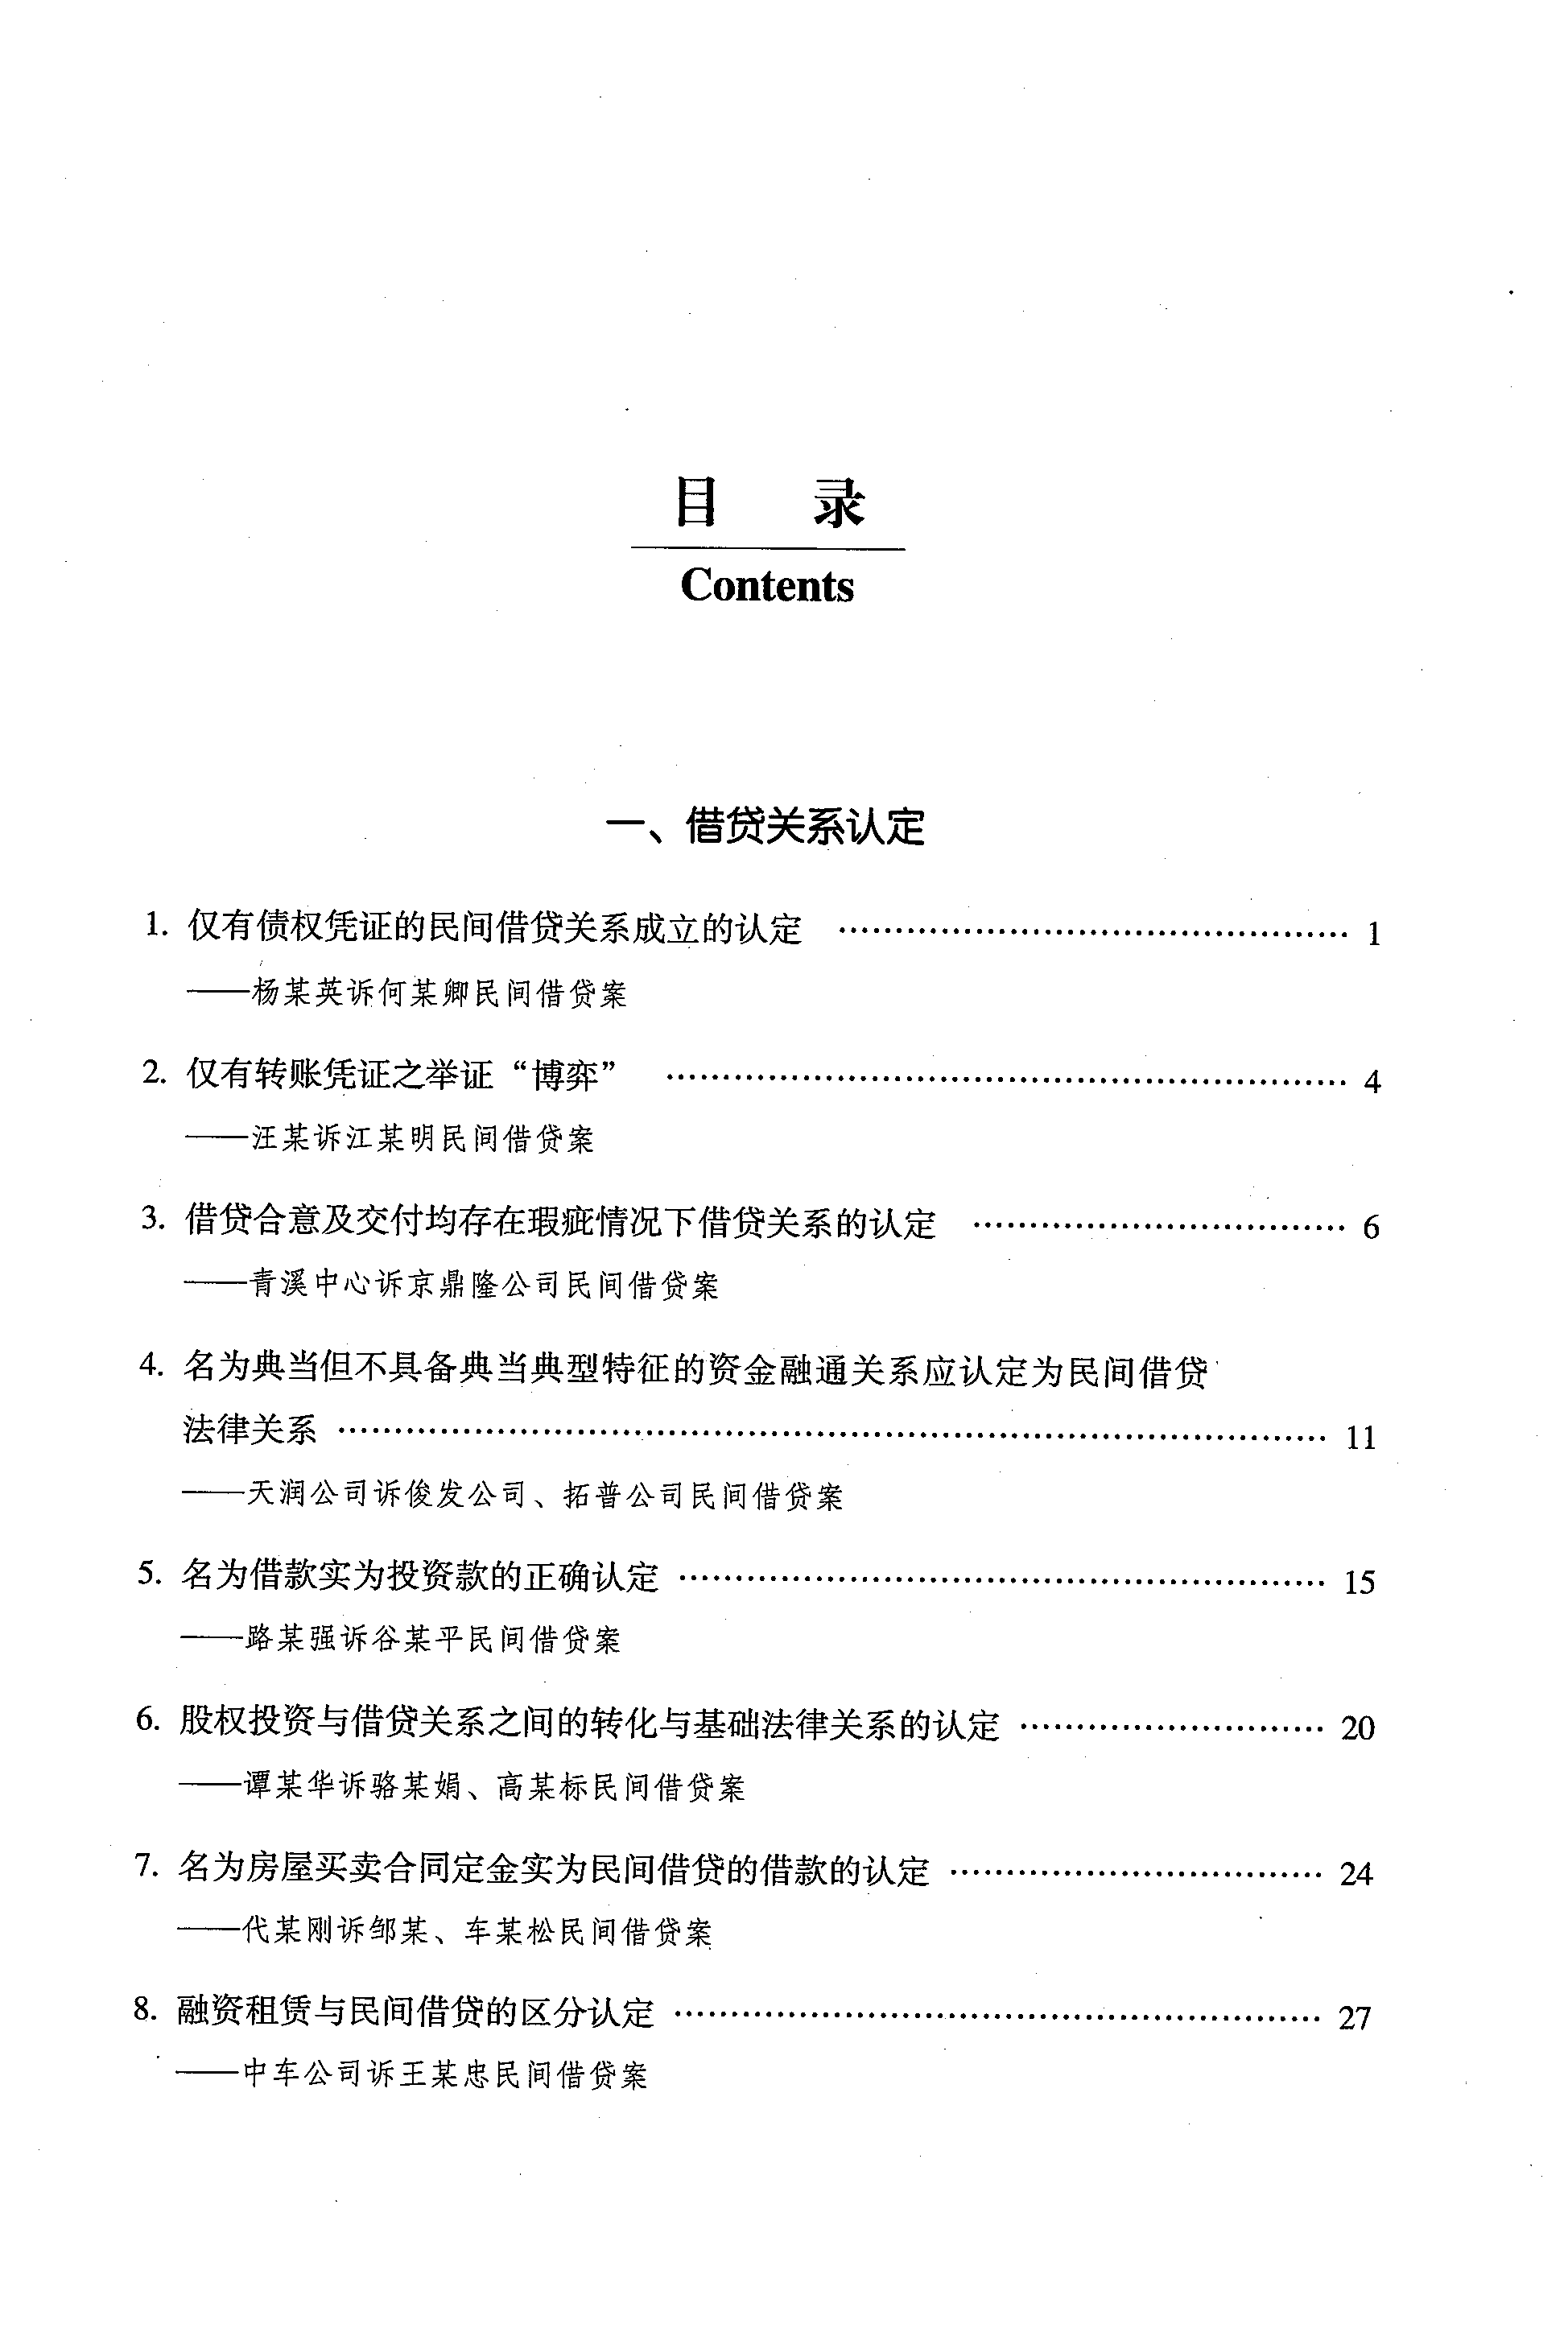 目 录
Contents
一、借贷关系认定
1. 仅有债权凭证的民间借贷关系成立的认定 …………………………………… 1
——杨某英诉何某卿民间借贷案
2. 仅有转账凭证之举证“博弈” ………………………………………………… 4
——汪某诉江某明民间借贷案
3. 借贷合意及交付均存在瑕疵情况下借贷关系的认定 ………………………… 6
——青溪中心诉京鼎隆公司民间借贷案
4. 名为典当但不具备典当典型特征的资金融通关系应认定为民间借贷
法律关系 ……………………………………………………………………… 11
——天润公司诉俊发公司、拓普公司民间借贷案
5. 名为借款实为投资款的正确认定 ……………………………………………… 15
——路某强诉谷某平民间借贷案
6. 股权投资与借贷关系之间的转化与基础法律关系的认定 …………………… 20
——谭某华诉骆某娟、高某标民间借贷案
7. 名为房屋买卖合同定金实为民间借贷的借款的认定 ………………………… 24
——代某刚诉邹某、车某松民间借贷案
8. 融资租赁与民间借贷的区分认定 ……………………………………………… 27
——中车公司诉王某忠民间借贷案